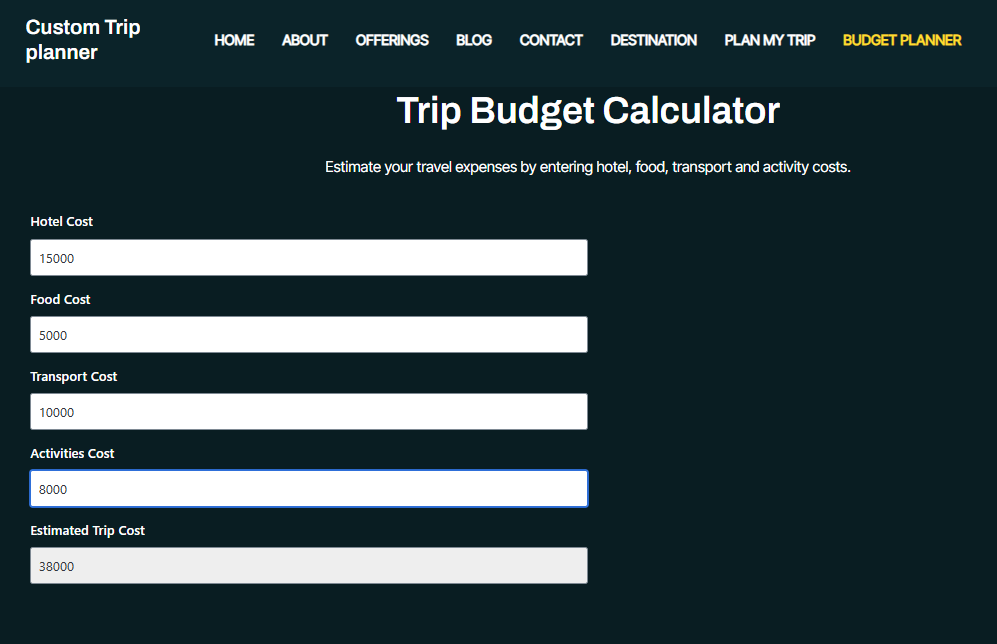 Custom Trip
planner
HOME ABOUT OFFERINGS BLOG CONTACT DESTINATION PLAN MY TRIP BUDGET PLANNER
Trip Budget Calculator
Estimate your travel expenses by entering hotel, food, transport and activity costs.
Hotel Cost
15000
Food Cost
5000
Transport Cost
10000
Activities Cost
8000
Estimated Trip Cost
38000